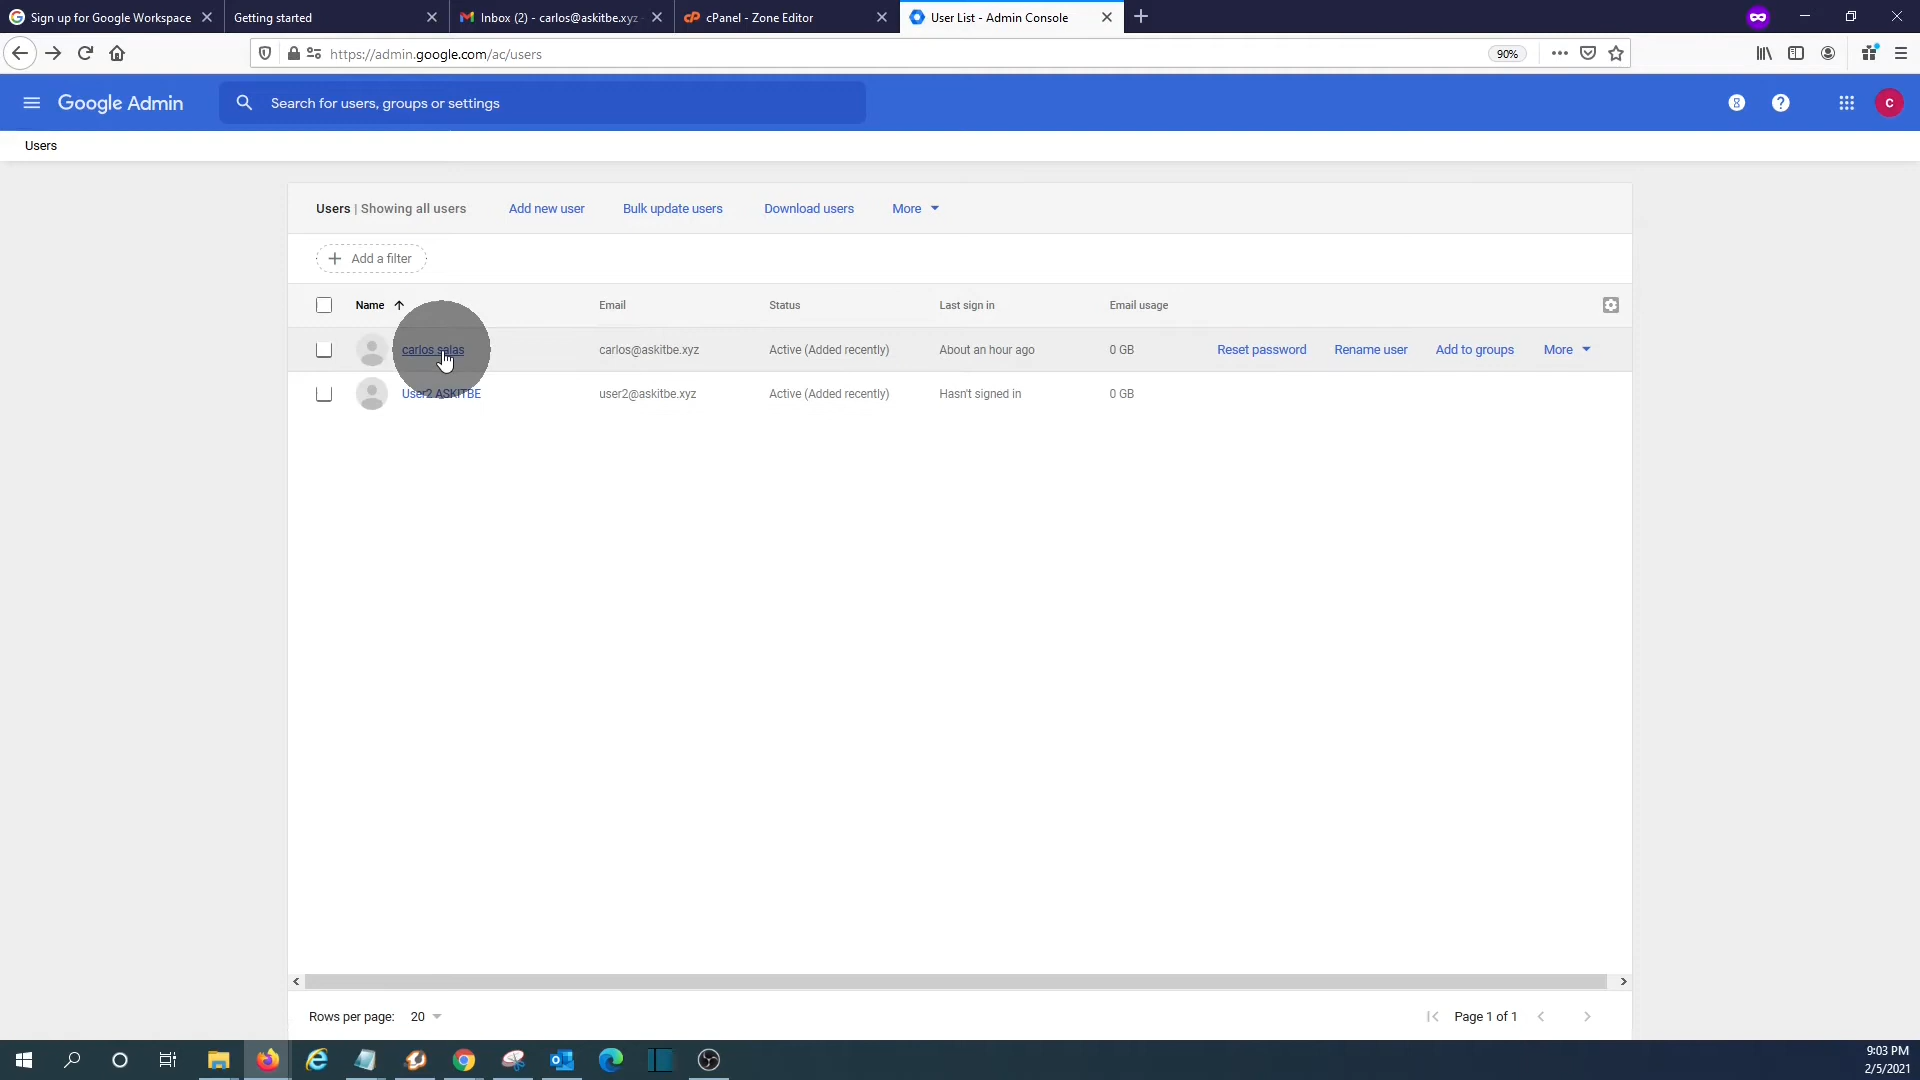 Sign up for Google Workspace
Getting started
Inbox (2) - carlos@askitbe.xyz
cPanel - Zone Editor
User List - Admin Console
https://admin.google.com/ac/users
90%
Google Admin
Search for users, groups or settings
C
Users
Users | Showing all users
Add new user
Bulk update users
Download users
More
Add a filter
Name
Email
Status
Last sign in
Email usage
carlos salas
carlos@askitbe.xyz
Active (Added recently)
About an hour ago
0 GB
Reset password
Rename user
Add to groups
More
User2 ASKITBE
user2@askitbe.xyz
Active (Added recently)
Hasn't signed in
0 GB
Rows per page: 20
Page 1 of 1
9:03 PM
2/5/2021